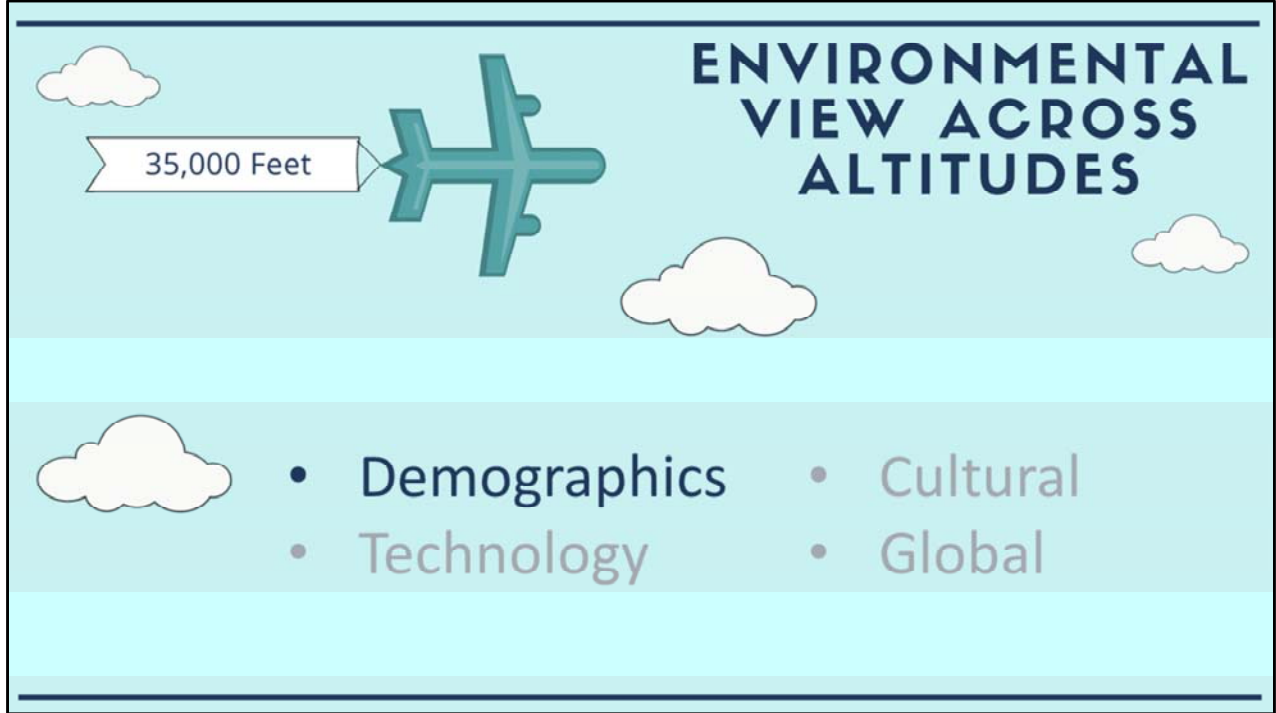 ENVIRONMENTAL
VIEW ACROSS
ALTITUDES
35,000 Feet
• Demographics
• Technology
• Cultural
• Global